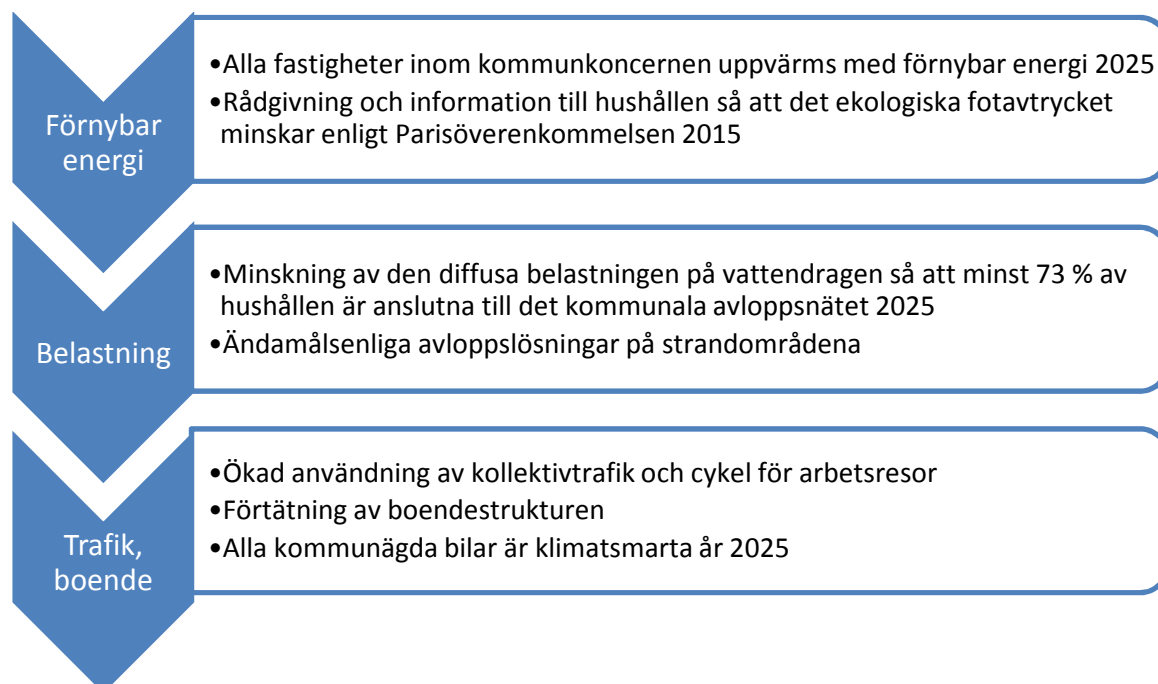 Förnybar
energi
•Alla fastigheter inom kommunkoncernen uppvärms med förnybar energi 2025
•Rådgivning och information till hushållen så att det ekologiska fotavtrycket
minskar enligt Parisöverenkommelsen 2015
Belastning
•Minskning av den diffusa belastningen på vattendragen så att minst 73 % av
hushållen är anslutna till det kommunala avloppsnätet 2025
•Ändamålsenliga avloppslösningar på strandområdena
Trafik,
boende
•Ökad användning av kollektivtrafik och cykel för arbetsresor
•Förtätning av boendestrukturen
•Alla kommunägda bilar är klimatsmarta år 2025